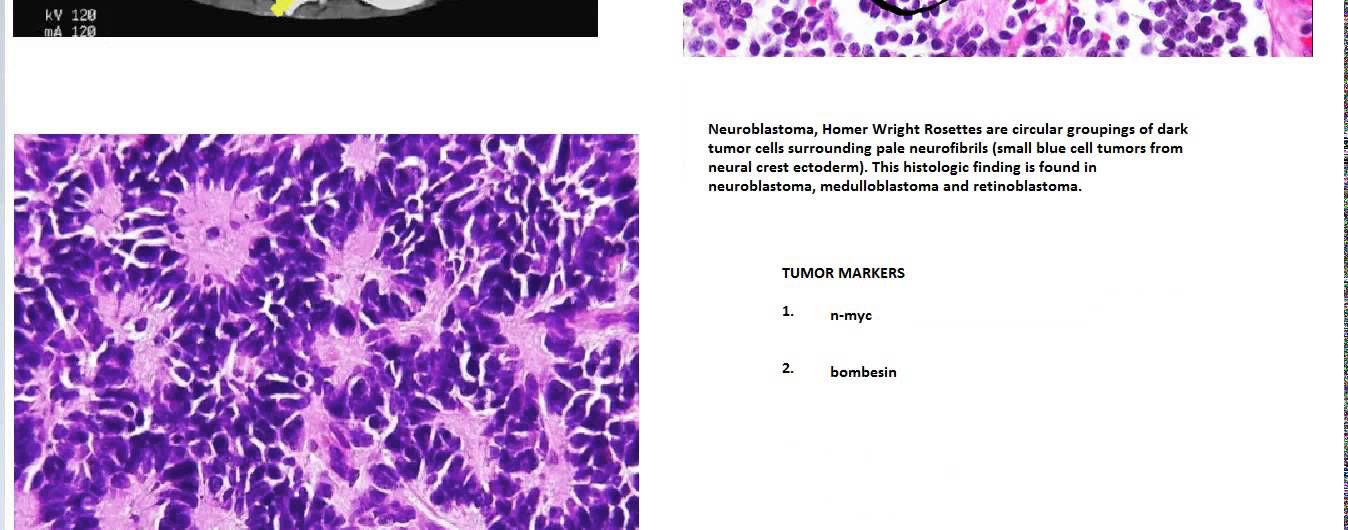 kV 120
mA 120
Neuroblastoma, Homer Wright Rosettes are circular groupings of dark
tumor cells surrounding pale neurofibrils (small blue cell tumors from
neural crest ectoderm). This histologic finding is found in
neuroblastoma, medulloblastoma and retinoblastoma.
TUMOR MARKERS
1. n-myc
2. bombesin